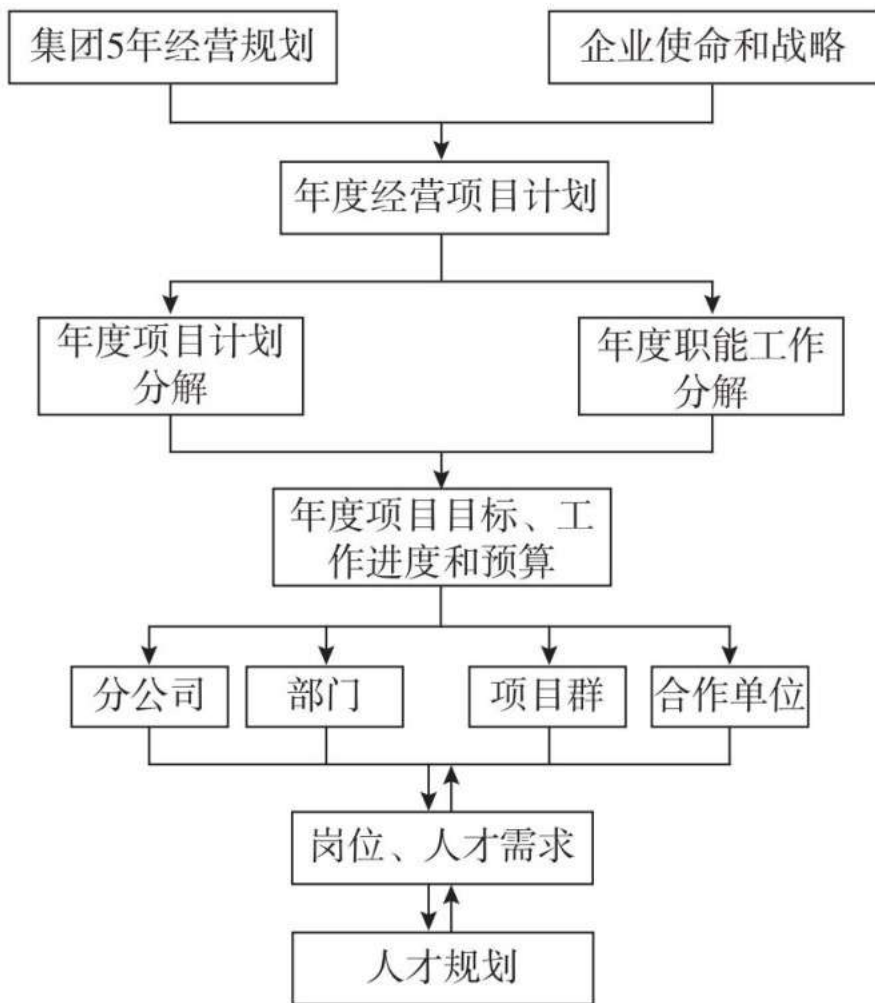 集团5年经营规划
企业使命和战略
年度经营项目计划
年度项目计划
分解
年度职能工作
分解
年度项目目标、工
作进度和预算
分公司
部门
项目群
合作单位
岗位、人才需求
人才规划